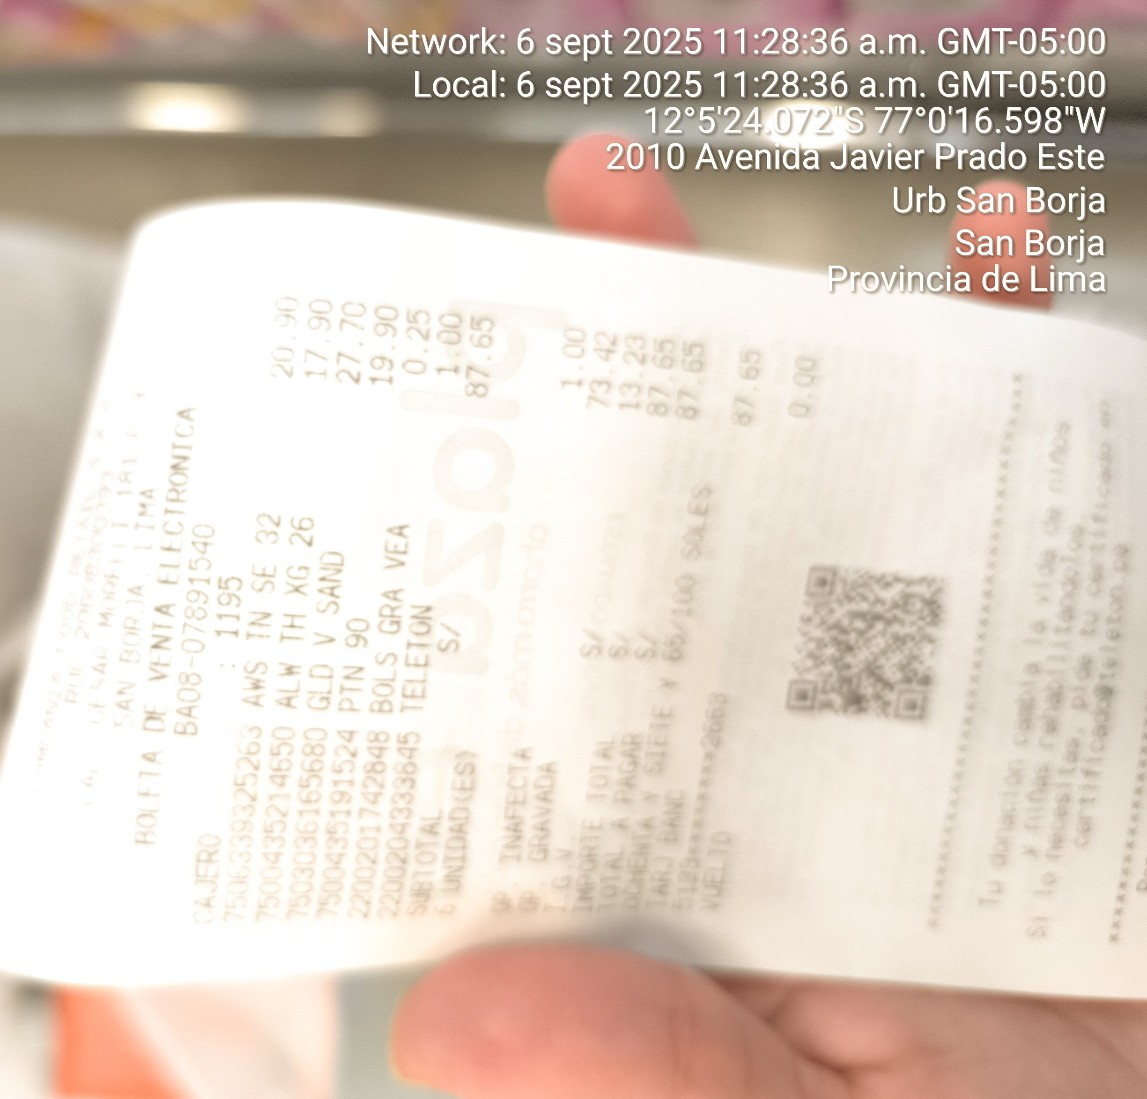 RUC 20608300393
CAL. CESAR MORELLI 181 P
SAN BORJA, LIMA
BOLETA DE VENTA ELECTRONICA
BA08-07891540
CAJERO : 1195
7506339325263 AWS TN SE 32 20.90
7500435214650 ALW TH XG 26 17.90
7503036165680 GLD V SAND 27.70
7500435191524 PTN 90 19.90
2200201742848 BOLS GRA VEA 0.25
2200204333845 TELETON 1.00
SUBTOTAL S/ 87.65
6 UNIDAD(ES)
OP. INAFECTA 1.00
OP. GRAVADA 73.42
I.G.V. S/ 13.23
IMPORTE TOTAL S/ 87.65
TOTAL A PAGAR S/ 87.65
OCHENTA Y SIETE Y 65/100 SOLES
TARJ BANC 87.65
5123********2663
VUELTO 0.00
Tu donación cambia la vida de niños
y niñas rehabilitandolos.
Si lo necesitas, pide tu certificado en
certificado@teleton.pe
plaza
ahorra más,
Network: 6 sept 2025 11:28:36 a.m. GMT-05:00
Local: 6 sept 2025 11:28:36 a.m. GMT-05:00
12°5'24.072"S 77°0'16.598"W
2010 Avenida Javier Prado Este
Urb San Borja
San Borja
Provincia de Lima